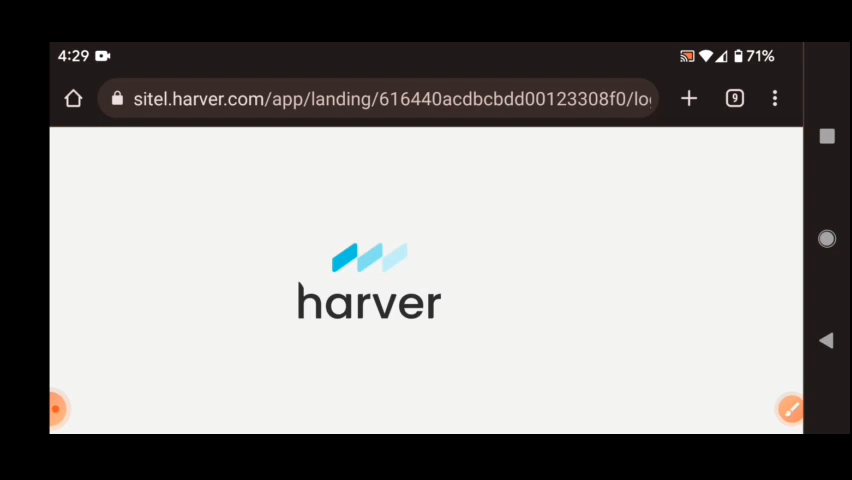 4:29
71%
sitel.harver.com/app/landing/616440acdbcbdd00123308f0/lo
9
harver